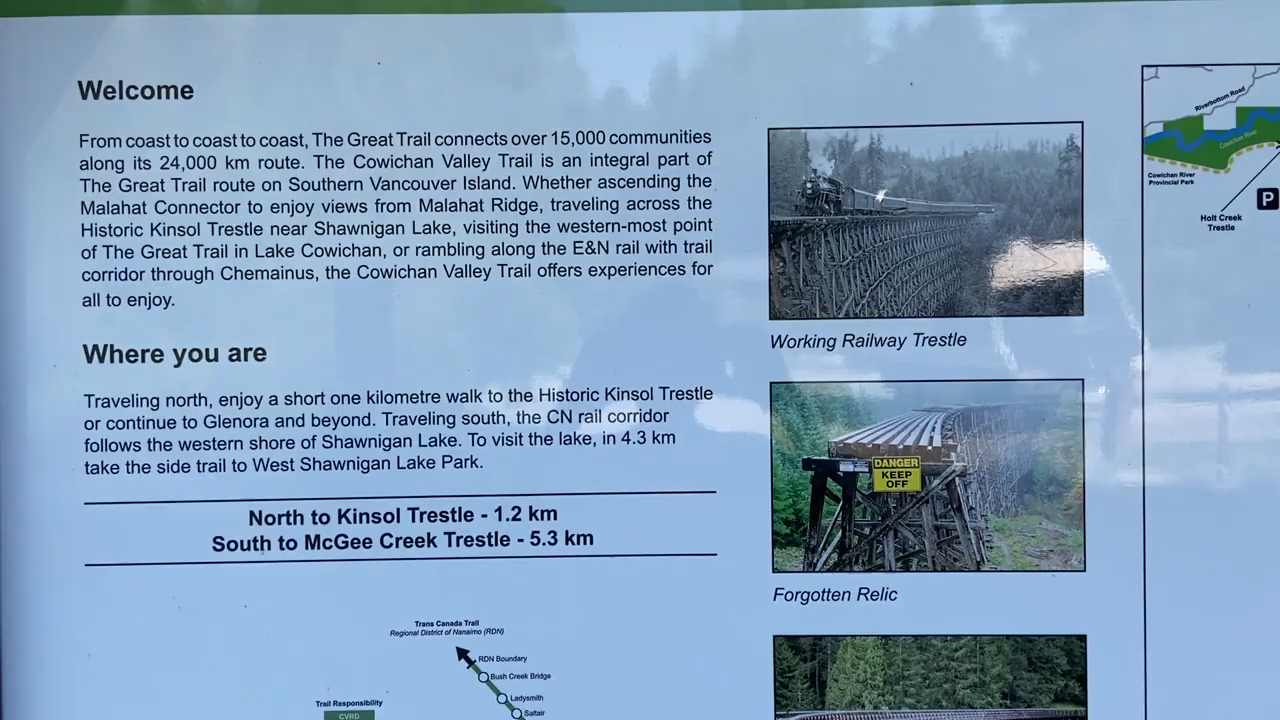 Welcome
From coast to coast to coast, The Great Trail connects over 15,000 communities
along its 24,000 km route. The Cowichan Valley Trail is an integral part of
The Great Trail route on Southern Vancouver Island. Whether ascending the
Malahat Connector to enjoy views from Malahat Ridge, traveling across the
Historic Kinsol Trestle near Shawnigan Lake, visiting the western-most point
of The Great Trail in Lake Cowichan, or rambling along the E&N rail with trail
corridor through Chemainus, the Cowichan Valley Trail offers experiences for
all to enjoy.
Where you are
Traveling north, enjoy a short one kilometre walk to the Historic Kinsol Trestle
or continue to Glenora and beyond. Traveling south, the CN rail corridor
follows the western shore of Shawnigan Lake. To visit the lake, in 4.3 km
take the side trail to West Shawnigan Lake Park.
North to Kinsol Trestle - 1.2 km
South to McGee Creek Trestle - 5.3 km
Trans Canada Trail
Regional District of Nanaimo (RDN)
RDN Boundary
Bush Creek Bridge
Ladysmith
Saltair
Trail Responsibility
CVRD
Working Railway Trestle
DANGER
KEEP
OFF
Forgotten Relic
Riverbottom Road
Cowichan River
Cowichan River
Provincial Park
P
Holt Creek
Trestle